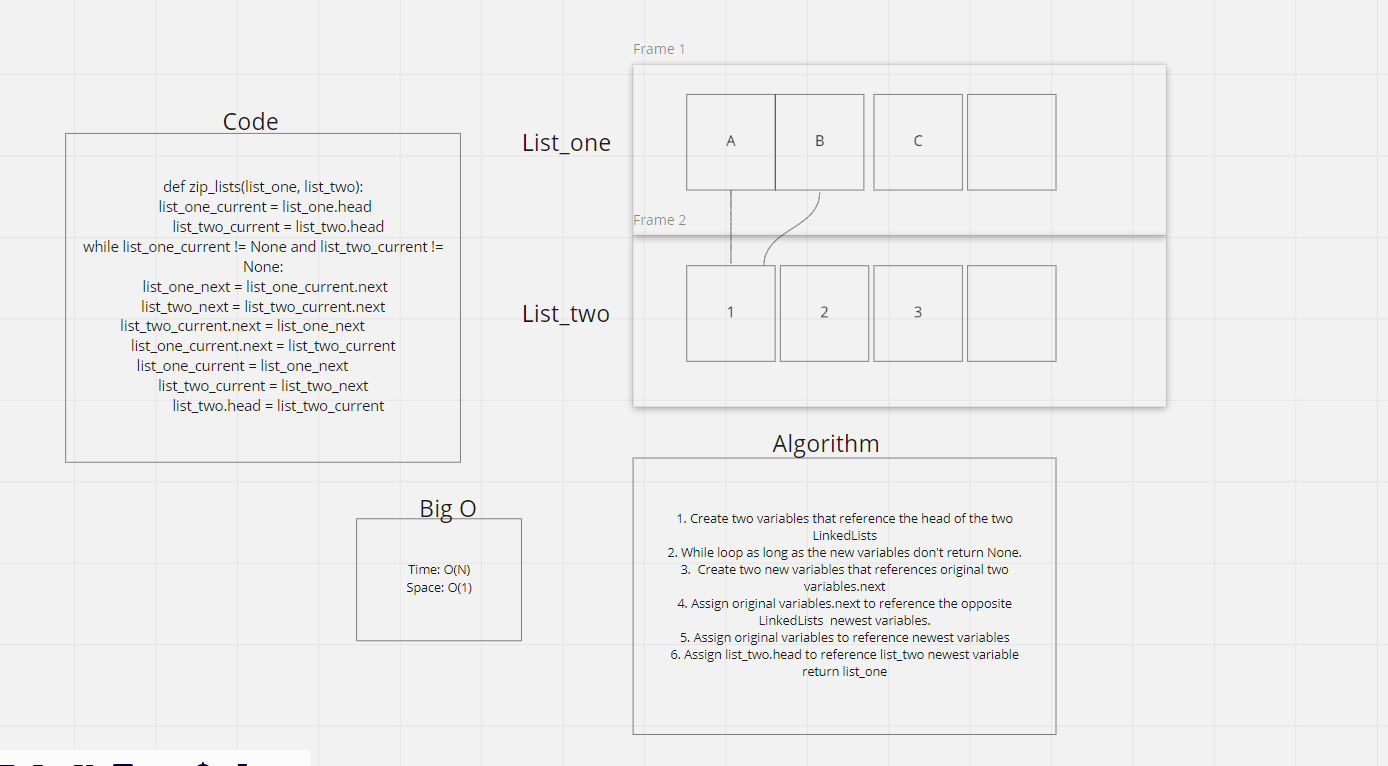 Code
def zip_lists(list_one, list_two):
list_one_current = list_one.head
list_two_current = list_two.head
while list_one_current != None and list_two_current !=
None:
list_one_next = list_one_current.next
list_two_next = list_two_current.next
list_two_current.next = list_one_next
list_one_current.next = list_two_current
list_one_current = list_one_next
list_two_current = list_two_next
list_two.head = list_two_current
Frame 1
List_one
A B C
Frame 2
List_two
1 2 3
Big O
Time: O(N)
Space: O(1)
Algorithm
1. Create two variables that reference the head of the two
LinkedLists
2. While loop as long as the new variables don't return None.
3. Create two new variables that references original two
variables.next
4. Assign original variables.next to reference the opposite
LinkedLists newest variables.
5. Assign original variables to reference newest variables
6. Assign list_two.head to reference list_two newest variable
return list_one